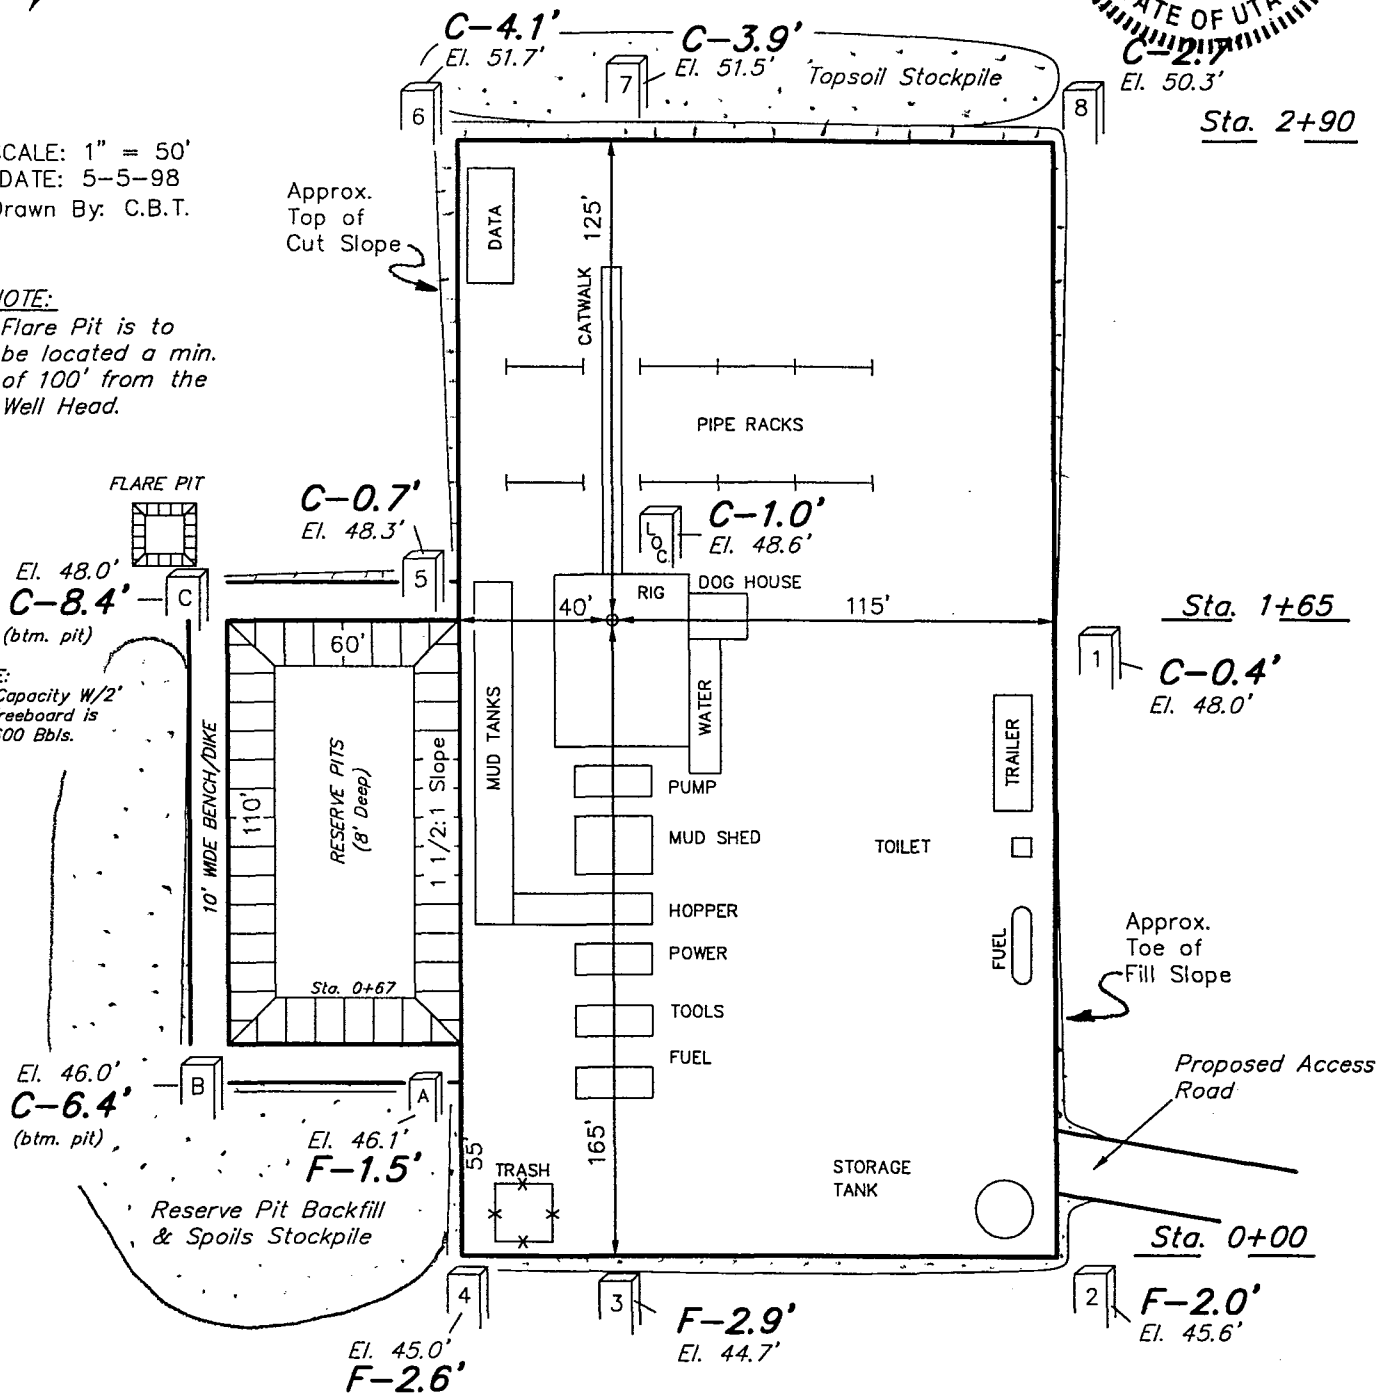 ATE OF UTA
C-4.1'
El. 51.7'
C-3.9'
El. 51.5'
Topsoil Stockpile
C-2.7'
El. 50.3'
6
7
8
Sta. 2+90
SCALE: 1" = 50'
DATE: 5-5-98
Drawn By: C.B.T.
Approx.
Top of
Cut Slope
DATA
125'
CATWALK
NOTE:
Flare Pit is to
be located a min.
of 100' from the
Well Head.
PIPE RACKS
FLARE PIT
C-0.7'
El. 48.3'
5
LOC.
C-1.0'
El. 48.6'
El. 48.0'
C-8.4'
(btm. pit)
C
RIG
DOG HOUSE
40'
115'
Sta. 1+65
1
C-0.4'
El. 48.0'
60'
E:
Capacity W/2'
reeboard is
00 Bbls.
10' WIDE BENCH/DIKE
110'
RESERVE PITS
(8' Deep)
1 1/2:1 Slope
MUD TANKS
WATER
TRAILER
PUMP
MUD SHED
TOILET
HOPPER
POWER
FUEL
TOOLS
FUEL
Sta. 0+67
Approx.
Toe of
Fill Slope
El. 46.0'
C-6.4'
(btm. pit)
B
A
El. 46.1'
F-1.5'
55'
TRASH
165'
STORAGE
TANK
Proposed Access
Road
Reserve Pit Backfill
& Spoils Stockpile
Sta. 0+00
4
El. 45.0'
F-2.6'
3
F-2.9'
El. 44.7'
2
F-2.0'
El. 45.6'